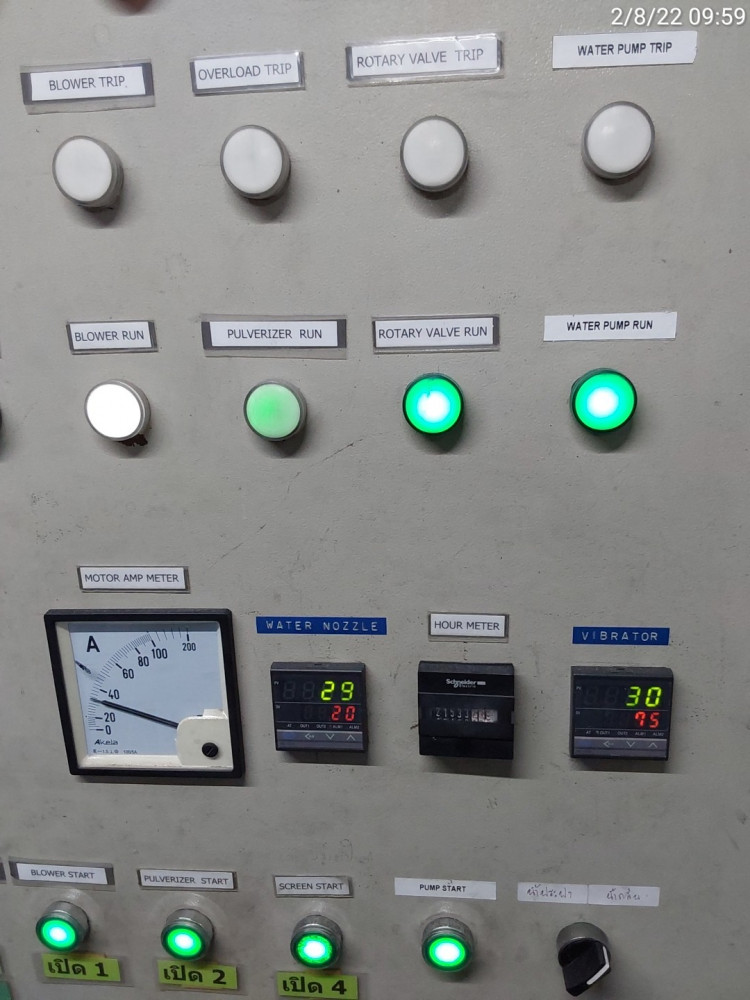 2/8/22 09:59
BLOWER TRIP
OVERLOAD TRIP
ROTARY VALVE TRIP
WATER PUMP TRIP
BLOWER RUN
PULVERIZER RUN
ROTARY VALVE RUN
WATER PUMP RUN
MOTOR AMP METER
WATER NOZZLE
HOUR METER
VIBRATOR
A
200
100
80
60
40
20
0
29
20
Schneider
Electric
30
75
BLOWER START
PULVERIZER START
SCREEN START
PUMP START
เปิด 1
เปิด 2
เปิด 4